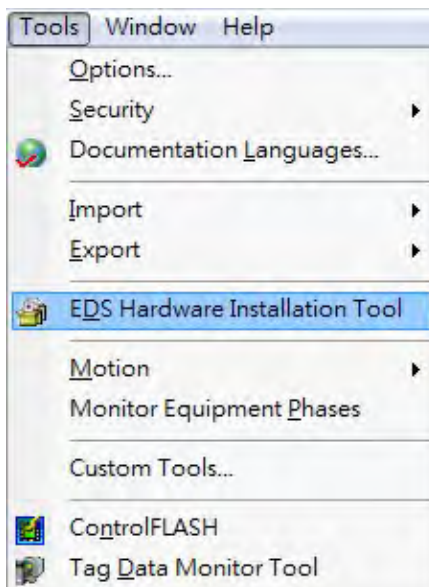 Tools Window Help
Options...
Security
Documentation Languages...
Import
Export
EDS Hardware Installation Tool
Motion
Monitor Equipment Phases
Custom Tools...
ControlFLASH
Tag Data Monitor Tool